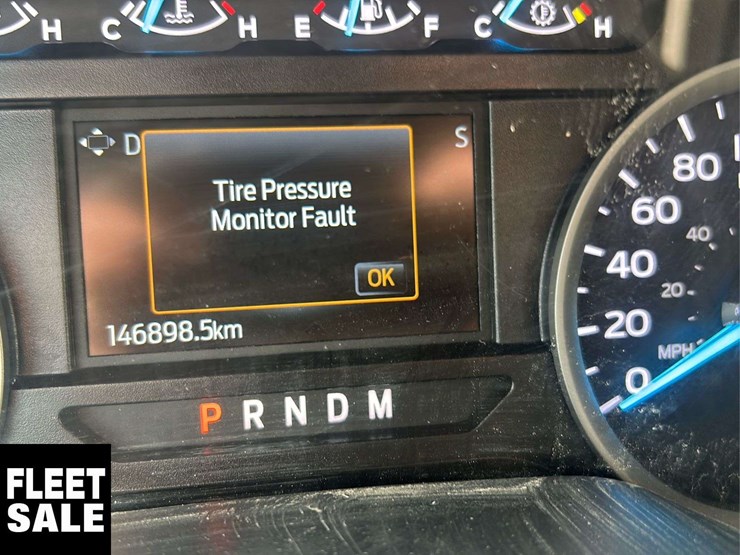 H C H E F C H
D S
Tire Pressure
Monitor Fault
OK
146898.5km
P R N D M
80
60
40
40
20
20
MPH
0
FLEET
SALE